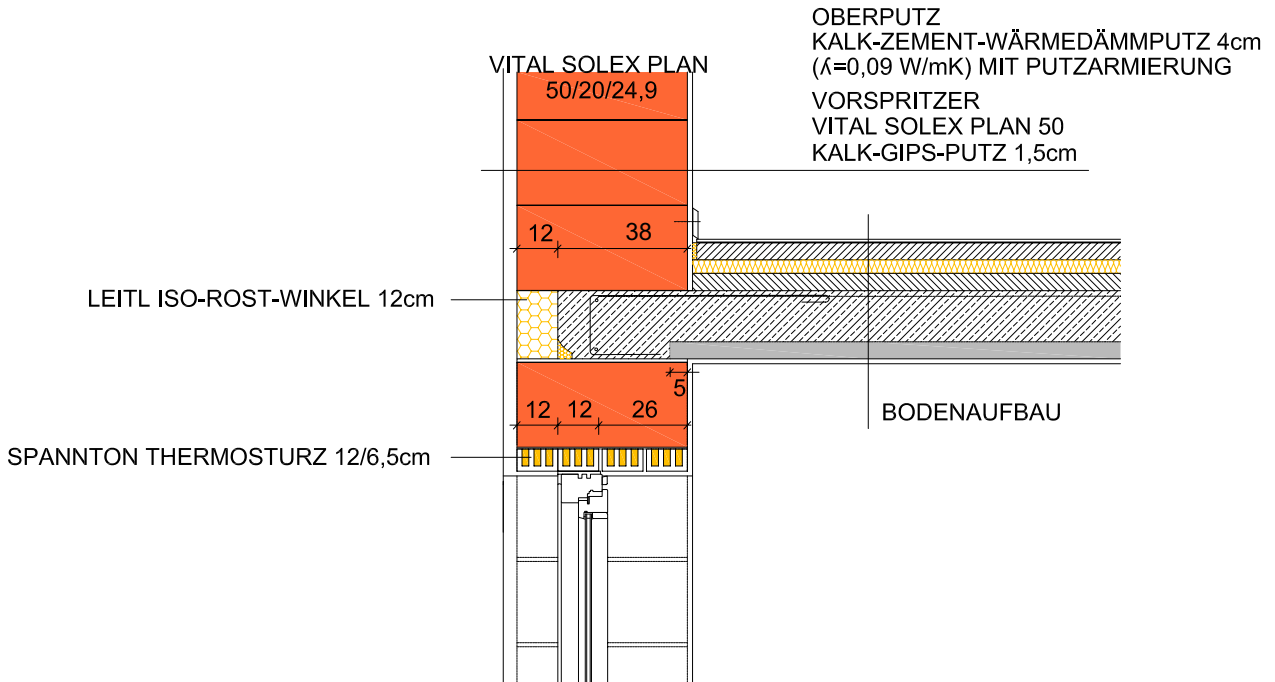 OBERPUTZ
KALK-ZEMENT-WÄRMEDÄMMPUTZ 4cm
(ʎ=0,09 W/mK) MIT PUTZARMIERUNG
VORSPRITZER
VITAL SOLEX PLAN 50
KALK-GIPS-PUTZ 1,5cm
VITAL SOLEX PLAN
50/20/24,9
12 38
LEITL ISO-ROST-WINKEL 12cm
5
12 12 26
BODENAUFBAU
SPANNTON THERMOSTURZ 12/6,5cm